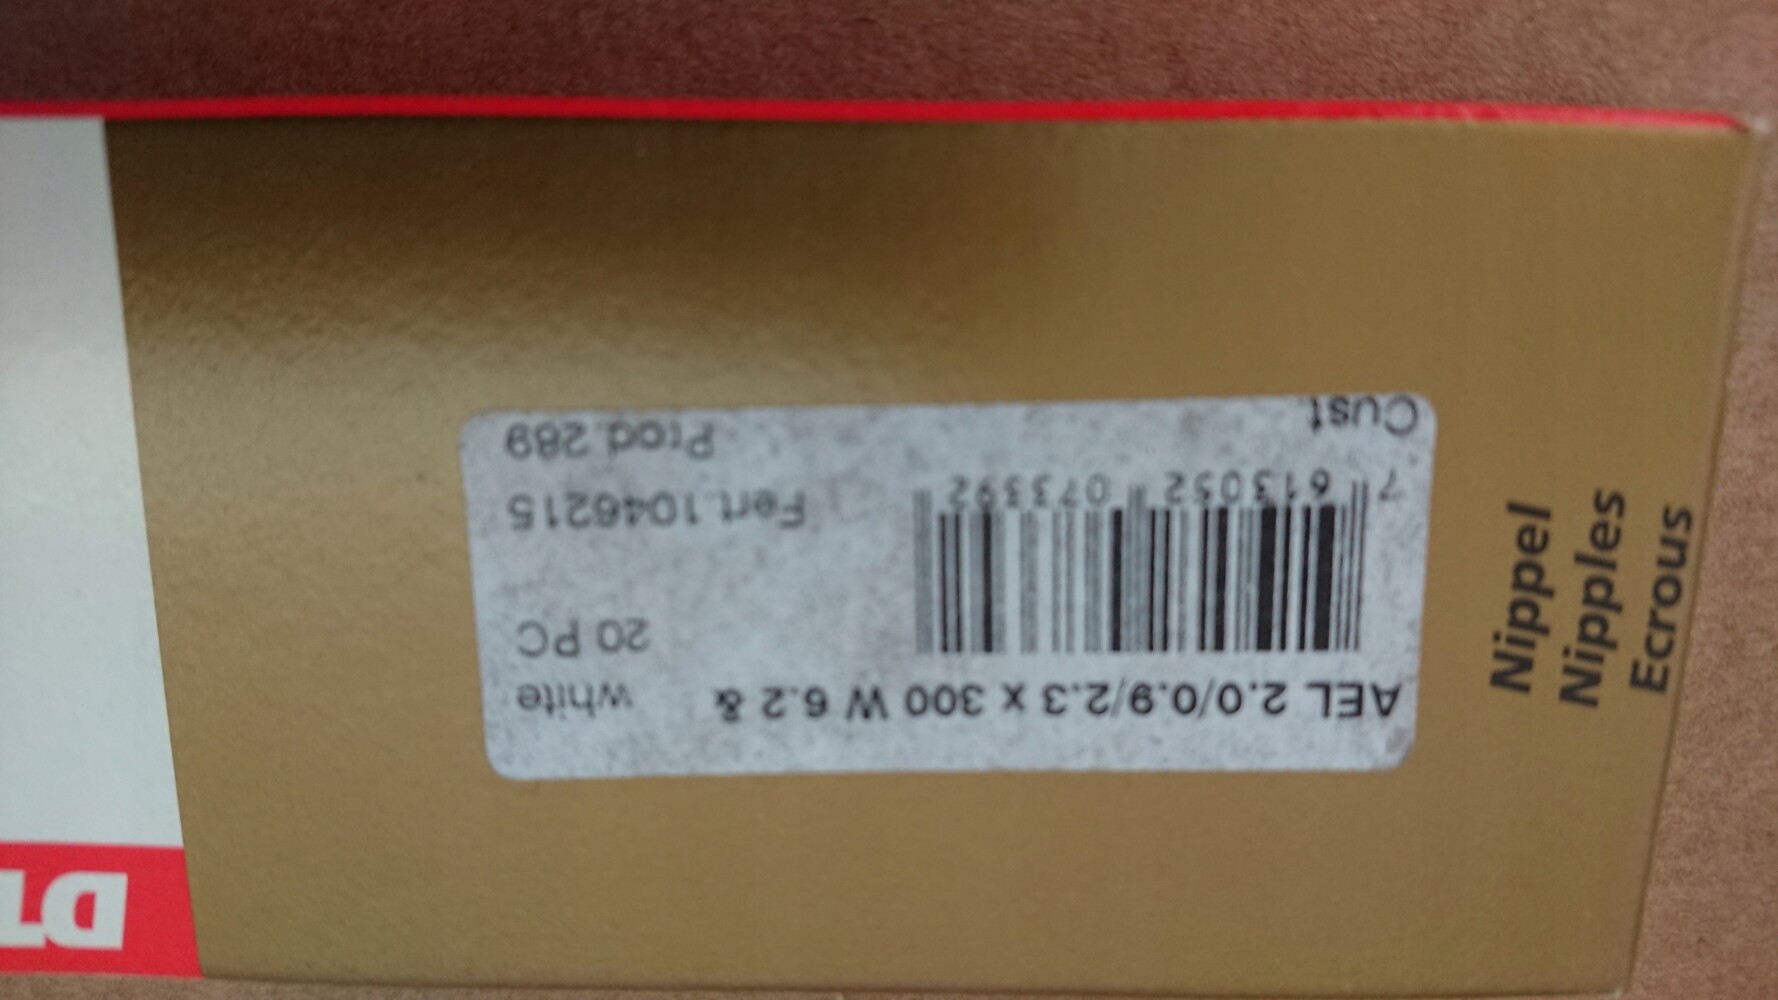 AEL 2.0/0.9/2.3 x 300 W 6.2 & white
20 PC
7 613052 073392
Fert.1046215
Cust. Prod.289
Nippel
Nipples
Ecrous